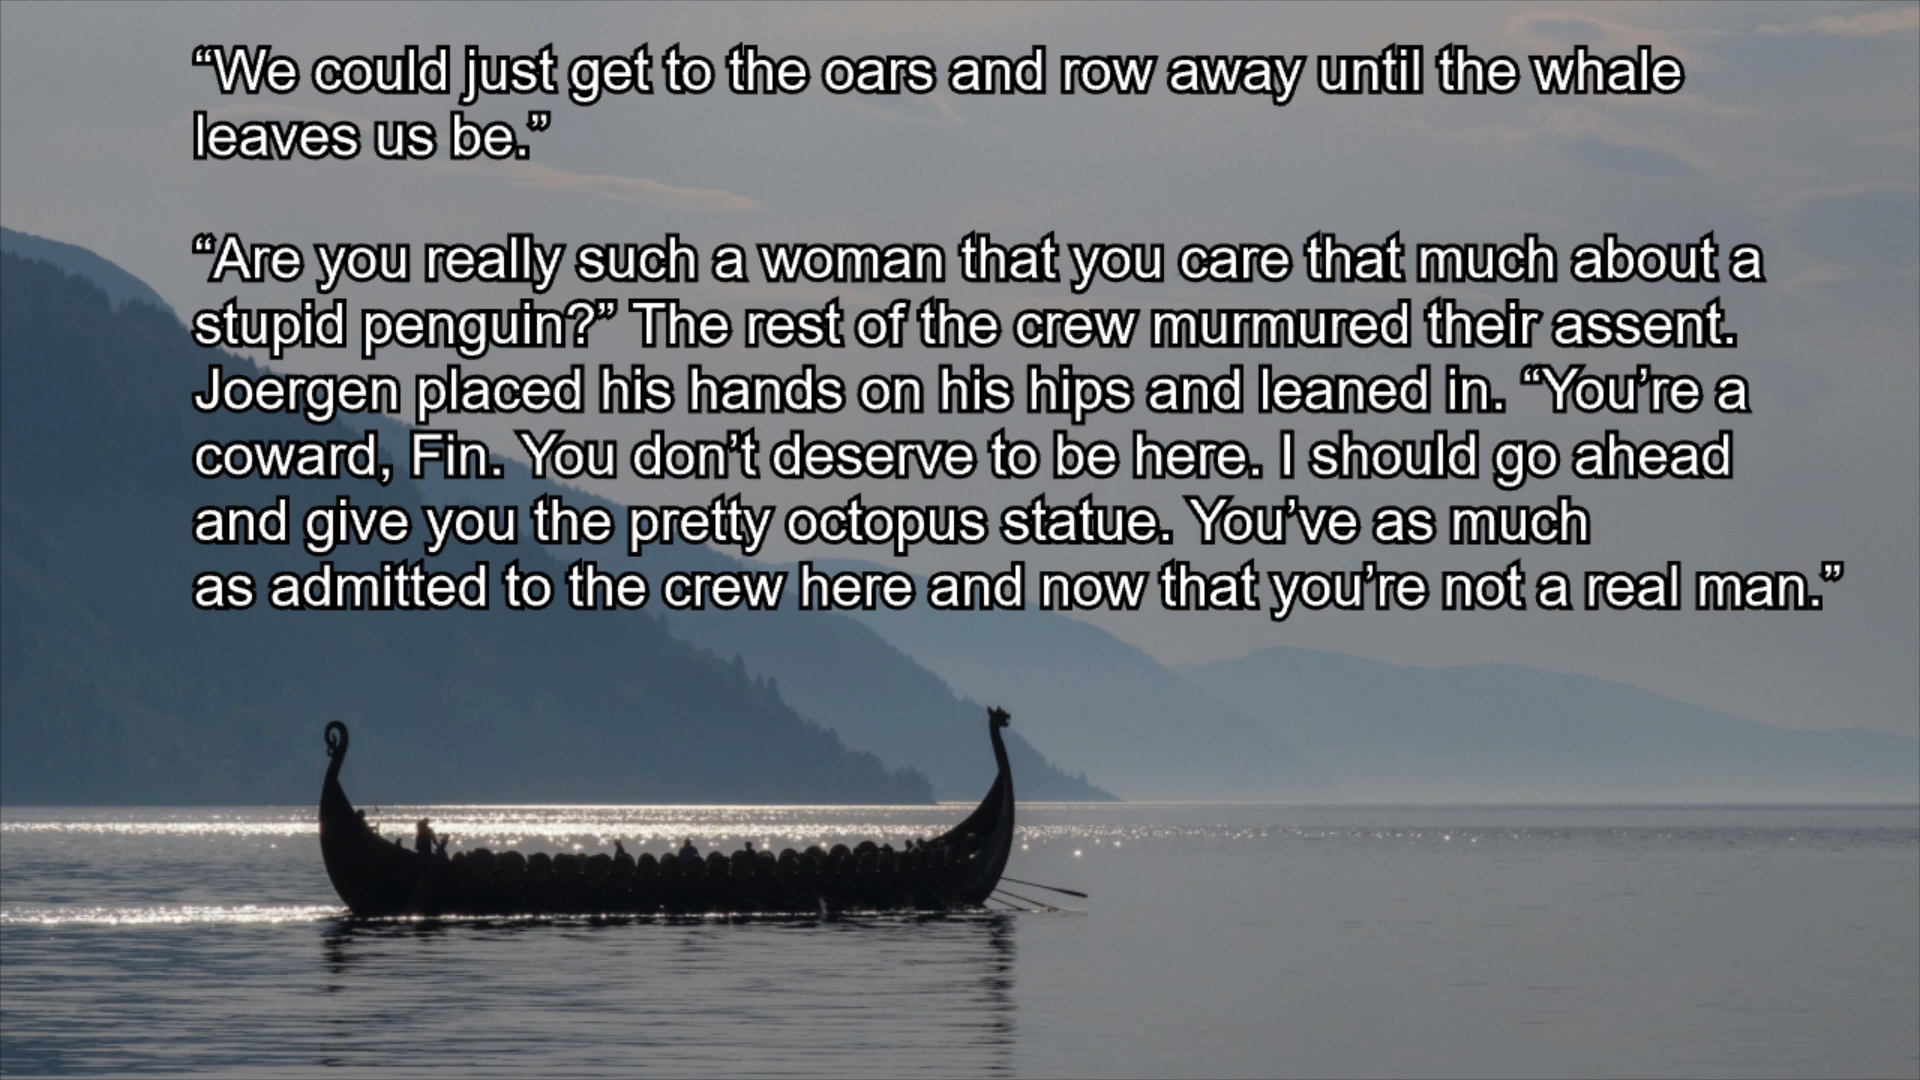 “We could just get to the oars and row away until the whale
leaves us be.”
“Are you really such a woman that you care that much about a
stupid penguin?” The rest of the crew murmured their assent.
Joergen placed his hands on his hips and leaned in. “You’re a
coward, Fin. You don’t deserve to be here. I should go ahead
and give you the pretty octopus statue. You’ve as much
as admitted to the crew here and now that you’re not a real man.”